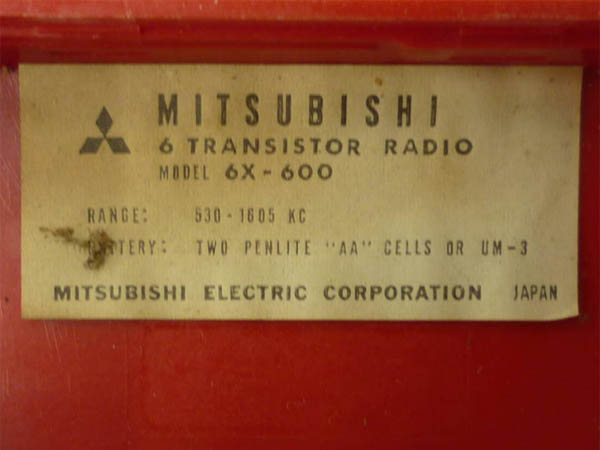 MITSUBISHI
6 TRANSISTOR RADIO
MODEL 6X-600
RANGE: 530-1605 KC
BATTERY: TWO PENLITE "AA" CELLS OR UM-3
MITSUBISHI ELECTRIC CORPORATION JAPAN